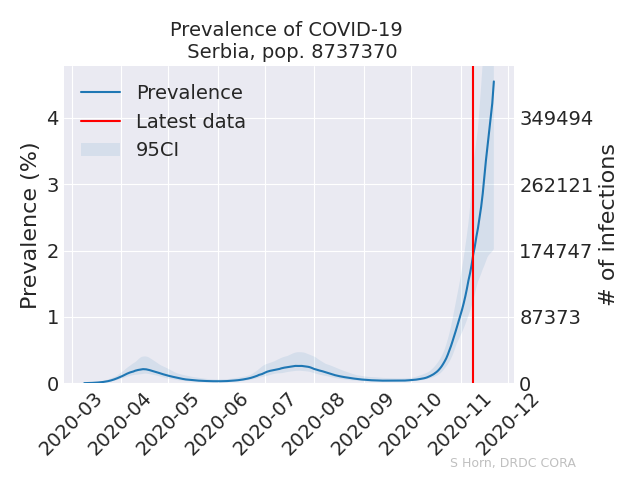 Prevalence of COVID-19
Serbia, pop. 8737370
Prevalence
Latest data
95CI
Prevalence (%)
4
3
2
1
0
349494
262121
174747
87373
0
# of infections
2020-03
2020-04
2020-05
2020-06
2020-07
2020-08
2020-09
2020-10
2020-11
2020-12
S Horn, DRDC CORA